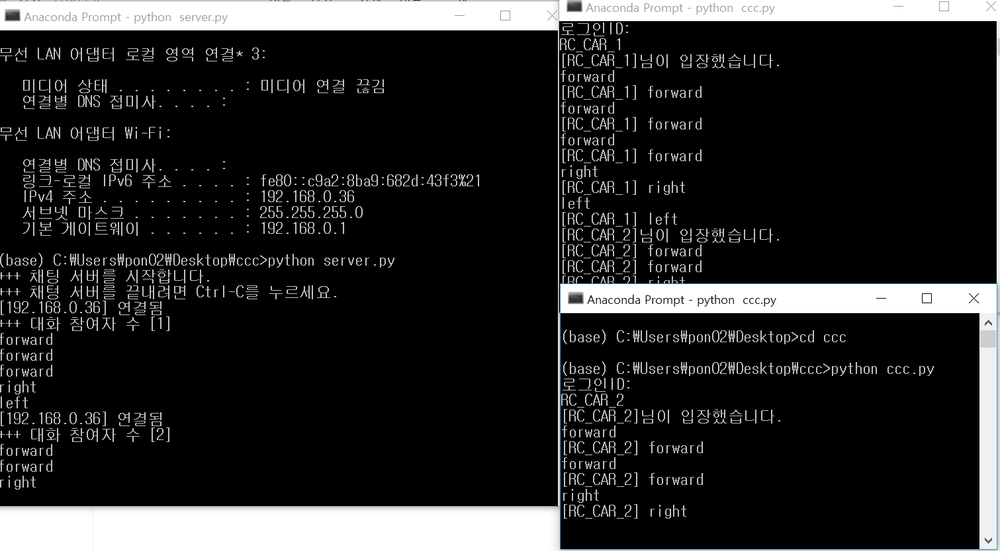 Anaconda Prompt - python  server.py
무선 LAN 어댑터 로컬 영역 연결* 3:
미디어 상태 . . . . . . . . : 미디어 연결 끊김
연결별 DNS 접미사. . . . :
무선 LAN 어댑터 Wi-Fi:
연결별 DNS 접미사. . . . :
링크-로컬 IPv6 주소 . . . . : fe80::c9a2:8ba9:682d:43f3%21
IPv4 주소 . . . . . . . . . : 192.168.0.36
서브넷 마스크 . . . . . . . : 255.255.255.0
기본 게이트웨이 . . . . . . : 192.168.0.1
(base) C:₩Users₩pon02₩Desktop₩ccc>python server.py
+++ 채팅 서버를 시작합니다.
+++ 채텅 서버를 끝내려면 Ctrl-C를 누르세요.
[192.168.0.36] 연결됨
+++ 대화 참여자 수 [1]
forward
forward
forward
right
left
[192.168.0.36] 연결됨
+++ 대화 참여자 수 [2]
forward
forward
right
Anaconda Prompt - python  ccc.py
로그인ID:
RC_CAR_1
[RC_CAR_1]님이 입장했습니다.
forward
[RC_CAR_1] forward
forward
[RC_CAR_1] forward
forward
[RC_CAR_1] forward
right
[RC_CAR_1] right
left
[RC_CAR_1] left
[RC_CAR_2]님이 입장했습니다.
[RC_CAR_2] forward
[RC_CAR_2] forward
[RC_CAR_2] right
Anaconda Prompt - python  ccc.py
(base) C:₩Users₩pon02₩Desktop>cd ccc
(base) C:₩Users₩pon02₩Desktop₩ccc>python ccc.py
로그인ID:
RC_CAR_2
[RC_CAR_2]님이 입장했습니다.
forward
[RC_CAR_2] forward
forward
[RC_CAR_2] forward
right
[RC_CAR_2] right